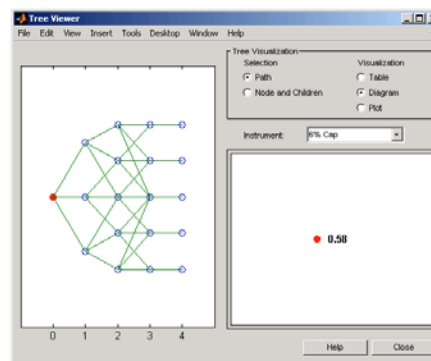 Tree Viewer
File Edit View Insert Tools Desktop Window Help
Tree Visualization
Selection Visualization
Path Table
Node and Children Diagram
Plot
Instrument: 6% Cap
0.58
0 1 2 3 4
Help Close